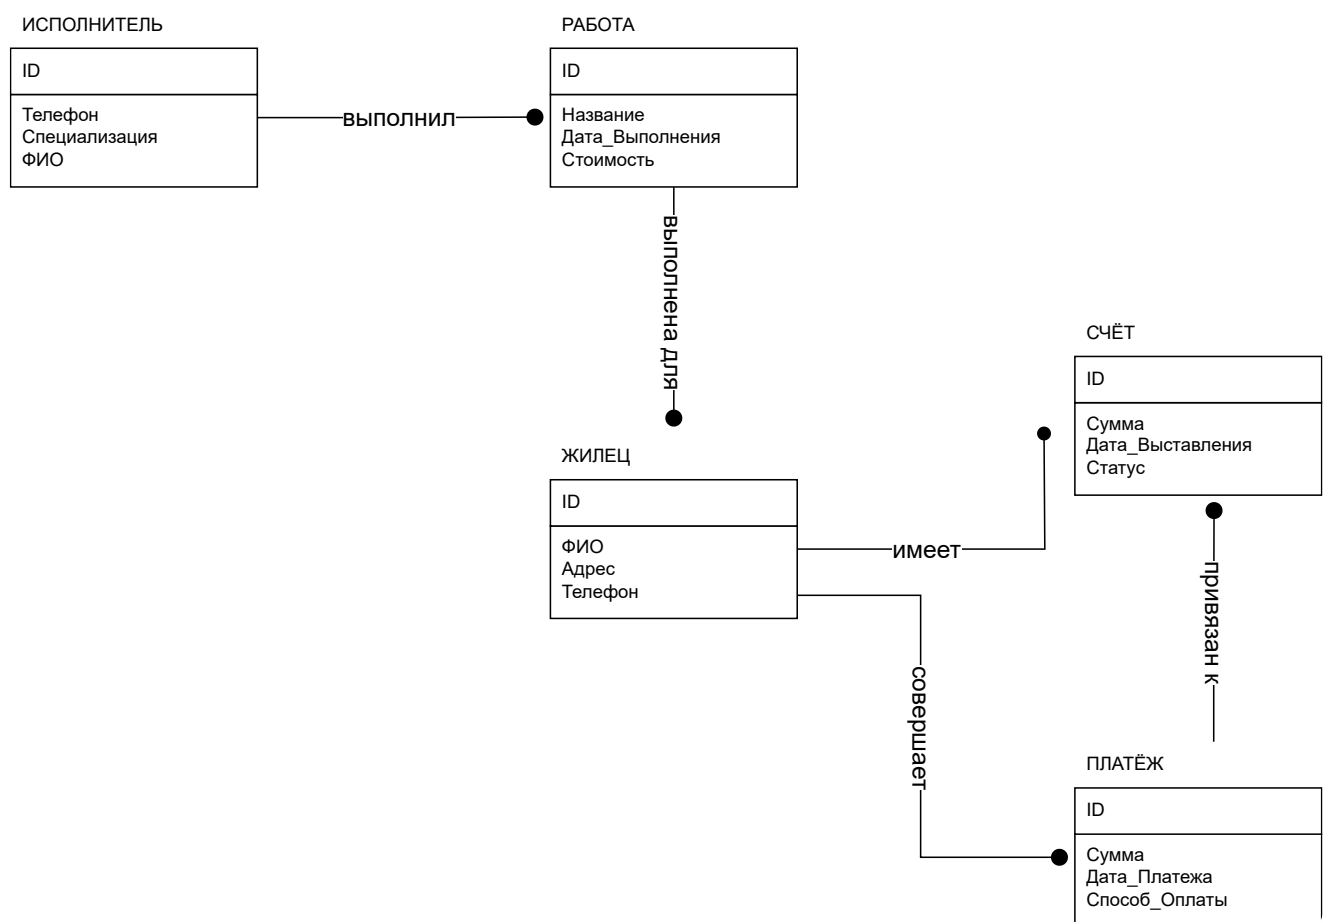 ИСПОЛНИТЕЛЬ
ID
Телефон
Специализация
ФИО
выполнил
РАБОТА
ID
Название
Дата_Выполнения
Стоимость
выполнена для
ЖИЛЕЦ
ID
ФИО
Адрес
Телефон
имеет
СЧЁТ
ID
Сумма
Дата_Выставления
Статус
привязан к
совершает
ПЛАТЁЖ
ID
Сумма
Дата_Платежа
Способ_Оплаты